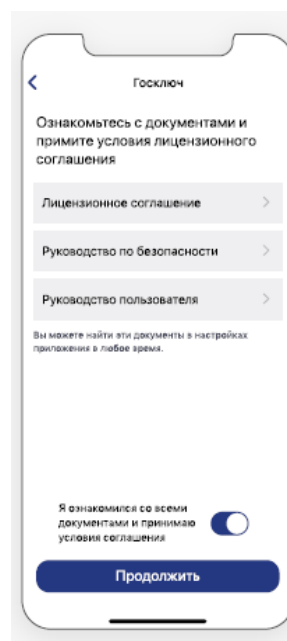 Госключ
Ознакомьтесь с документами и
примите условия лицензионного
соглашения
Лицензионное соглашение
Руководство по безопасности
Руководство пользователя
Вы можете найти эти документы в настройках
приложения в любое время.
Я ознакомился со всеми
документами и принимаю
условия соглашения
Продолжить